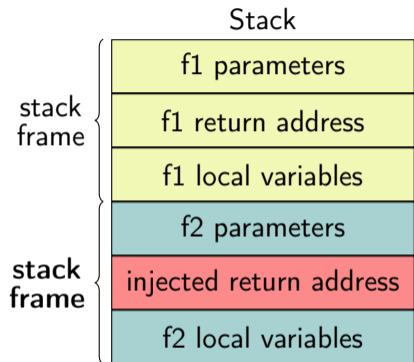 Stack
f1 parameters
stack
frame
f1 return address
f1 local variables
f2 parameters
stack
frame
injected return address
f2 local variables